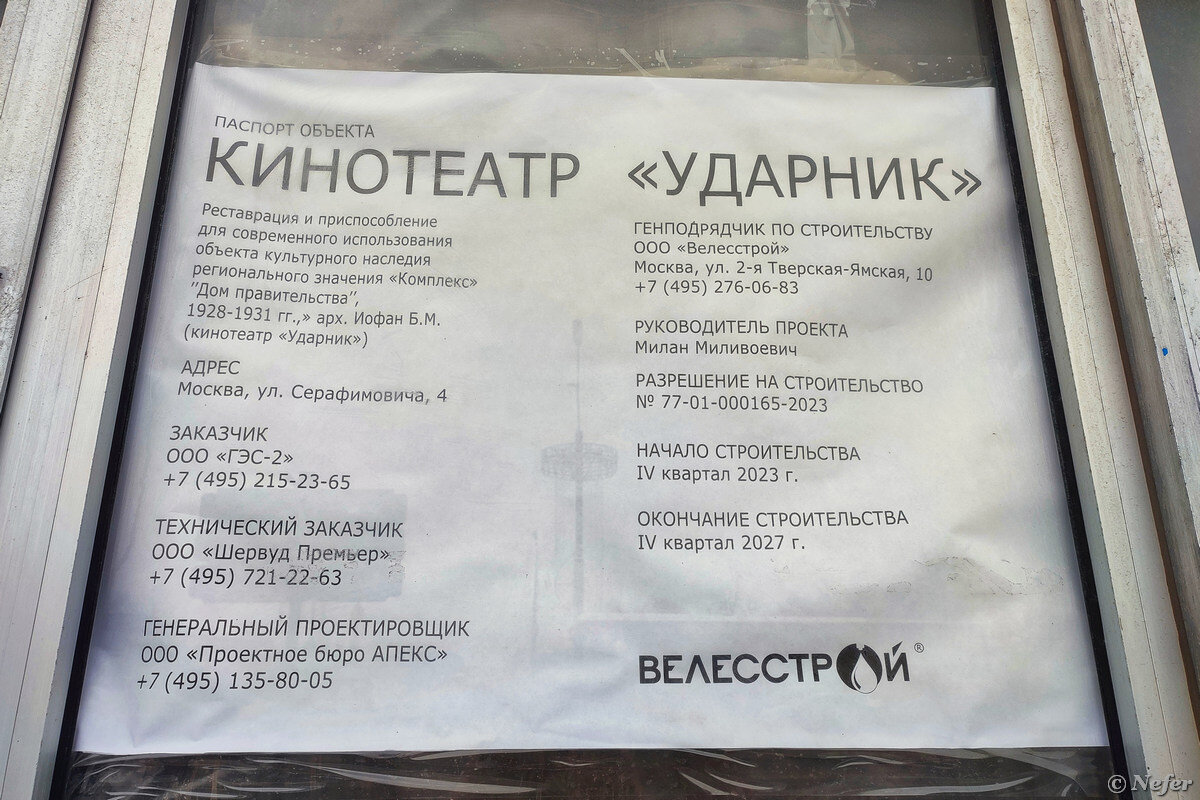 ПАСПОРТ ОБЪЕКТА
КИНОТЕАТР «УДАРНИК»
Реставрация и приспособление
для современного использования
объекта культурного наследия
регионального значения «Комплекс»
"Дом правительства",
1928-1931 гг.,» арх. Иофан Б.М.
(кинотеатр «Ударник»)
АДРЕС
Москва, ул. Серафимовича, 4
ЗАКАЗЧИК
ООО «ГЭС-2»
+7 (495) 215-23-65
ТЕХНИЧЕСКИЙ ЗАКАЗЧИК
ООО «Шервуд Премьер»
+7 (495) 721-22-63
ГЕНЕРАЛЬНЫЙ ПРОЕКТИРОВЩИК
ООО «Проектное бюро АПЕКС»
+7 (495) 135-80-05
ГЕНПОДРЯДЧИК ПО СТРОИТЕЛЬСТВУ
ООО «Велесстрой»
Москва, ул. 2-я Тверская-Ямская, 10
+7 (495) 276-06-83
РУКОВОДИТЕЛЬ ПРОЕКТА
Милан Миливоевич
РАЗРЕШЕНИЕ НА СТРОИТЕЛЬСТВО
№ 77-01-000165-2023
НАЧАЛО СТРОИТЕЛЬСТВА
IV квартал 2023 г.
ОКОНЧАНИЕ СТРОИТЕЛЬСТВА
IV квартал 2027 г.
ВЕЛЕССТРОЙ®
© Nefer